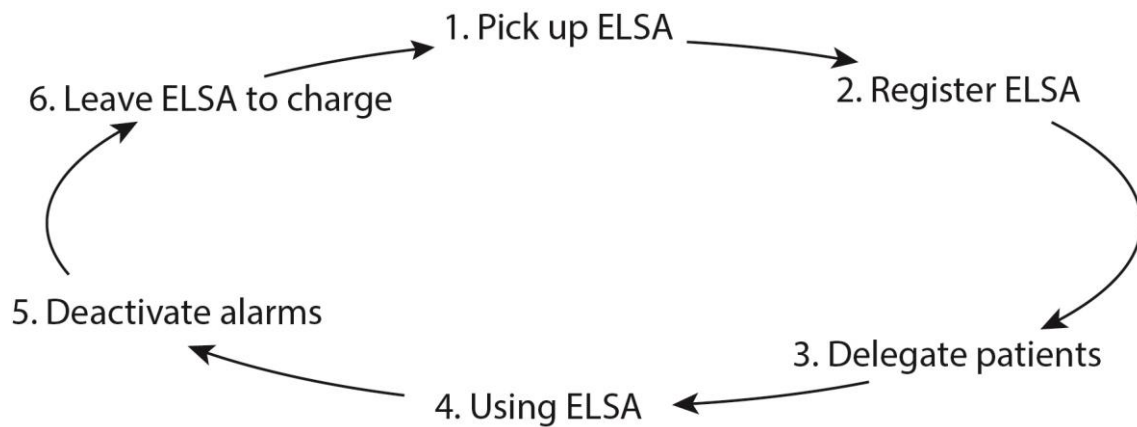 1. Pick up ELSA
2. Register ELSA
3. Delegate patients
4. Using ELSA
5. Deactivate alarms
6. Leave ELSA to charge